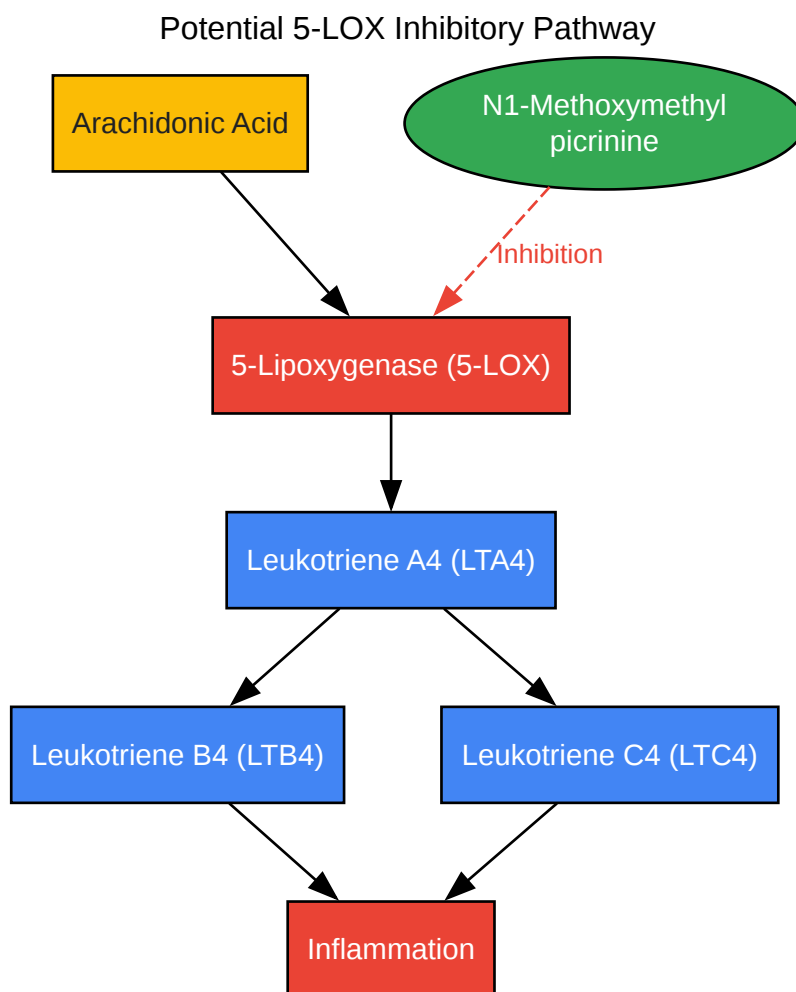 Potential 5-LOX Inhibitory Pathway
Arachidonic Acid
N1-Methoxymethyl
picrinine
Inhibition
5-Lipoxygenase (5-LOX)
Leukotriene A4 (LTA4)
Leukotriene B4 (LTB4)
Leukotriene C4 (LTC4)
Inflammation